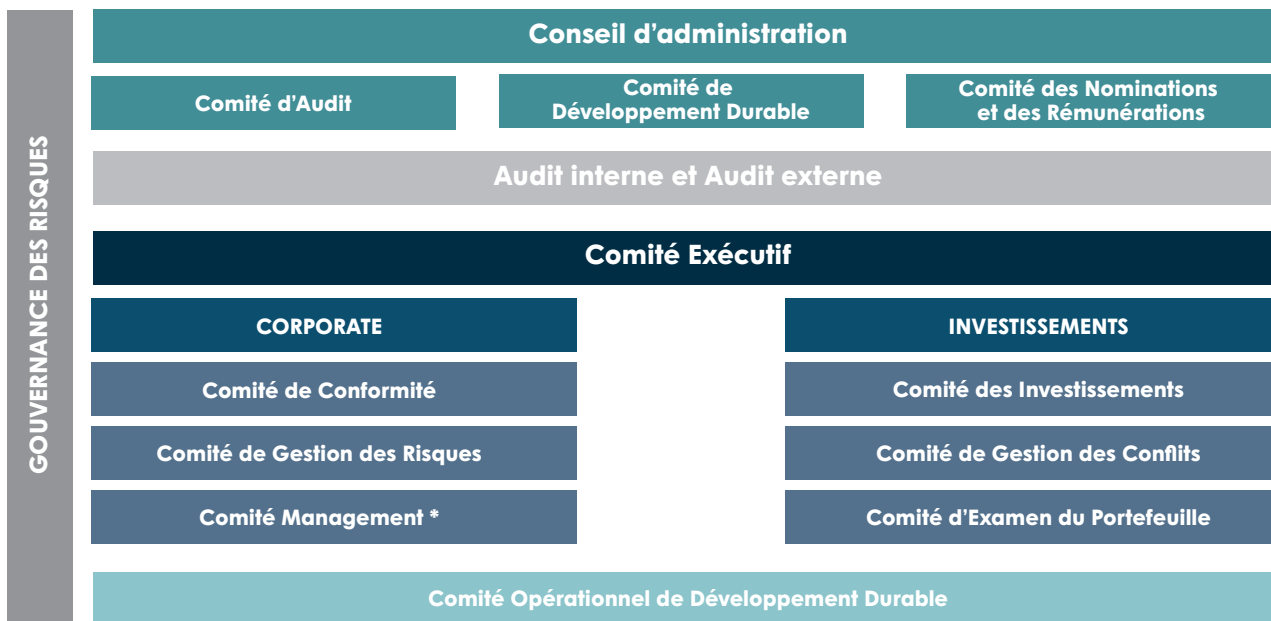 GOUVERNANCE DES RISQUES
Conseil d'administration
Comité d'Audit
Comité de
Développement Durable
Comité des Nominations
et des Rémunérations
Audit interne et Audit externe
Comité Exécutif
CORPORATE
INVESTISSEMENTS
Comité de Conformité
Comité des Investissements
Comité de Gestion des Risques
Comité de Gestion des Conflits
Comité Management *
Comité d'Examen du Portefeuille
Comité Opérationnel de Développement Durable